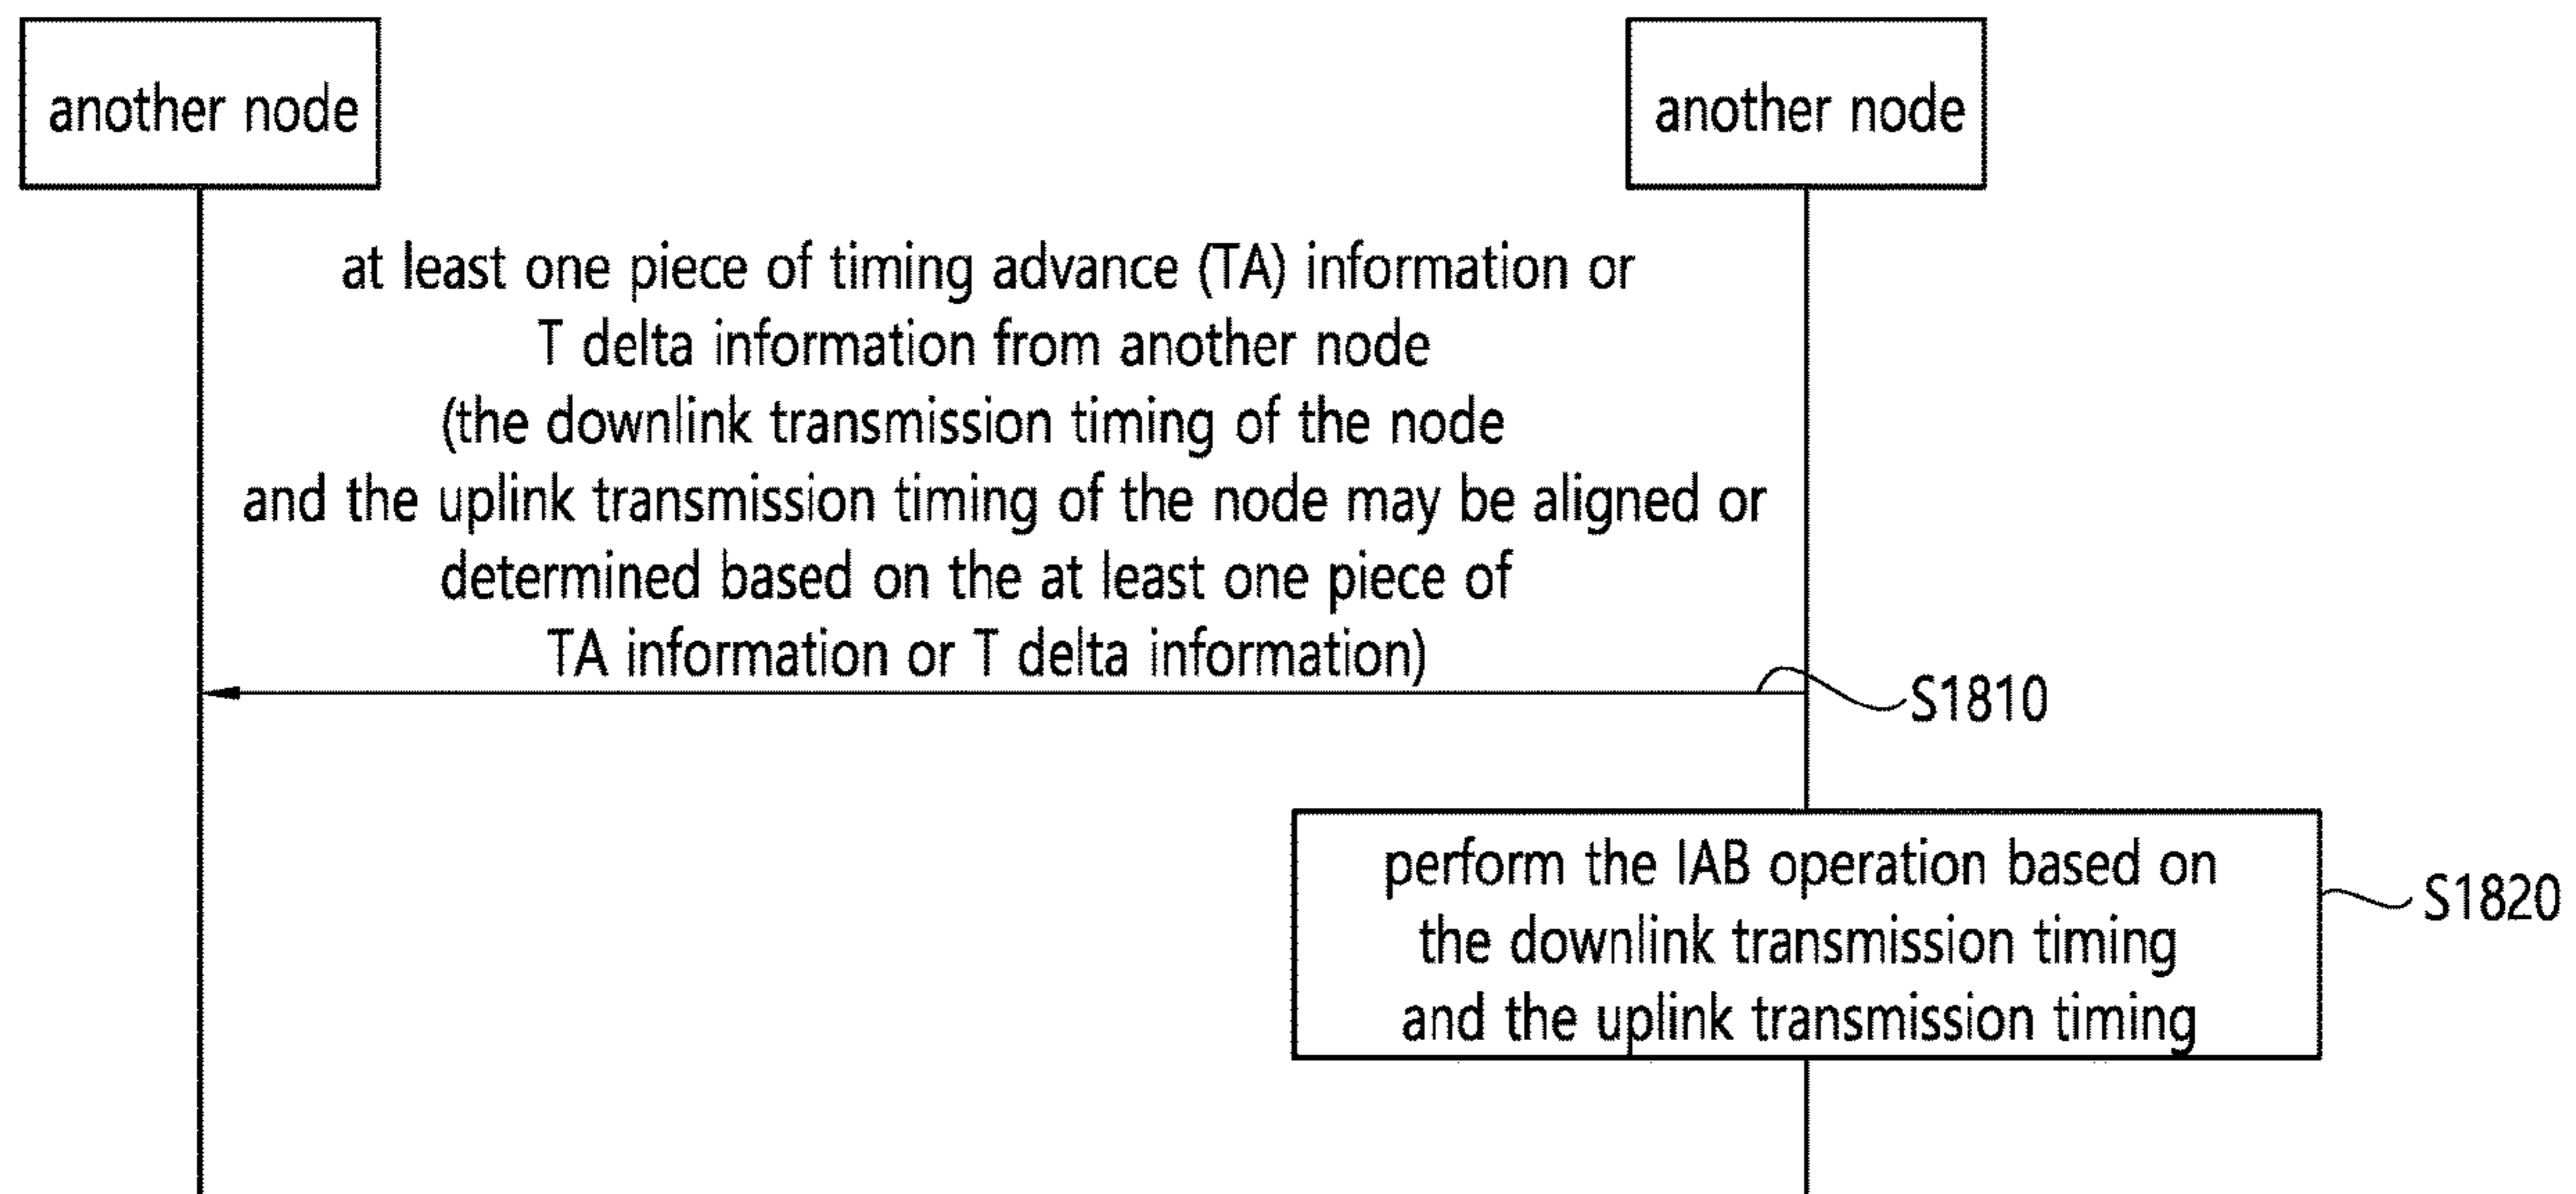 another node
another node
at least one piece of timing advance (TA) information or
T delta information from another node
(the downlink transmission timing of the node
and the uplink transmission timing of the node may be aligned or
determined based on the at least one piece of
TA information or T delta information)
S1810
perform the IAB operation based on
the downlink transmission timing
and the uplink transmission timing
S1820